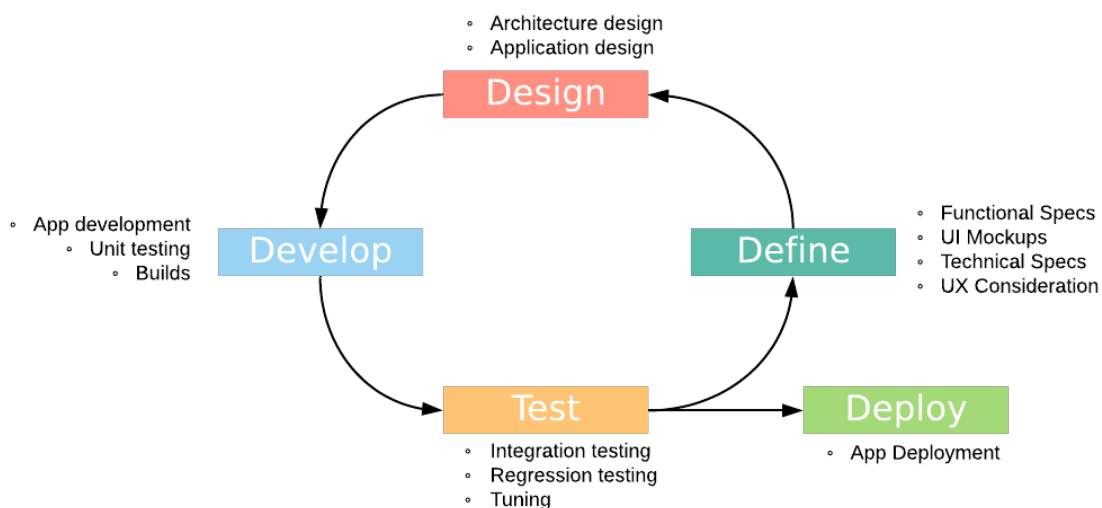 ◦ Architecture design
◦ Application design
Design
◦ App development
◦ Unit testing
◦ Builds
Develop
Define
◦ Functional Specs
◦ UI Mockups
◦ Technical Specs
◦ UX Consideration
Test
◦ Integration testing
◦ Regression testing
◦ Tuning
Deploy
◦ App Deployment